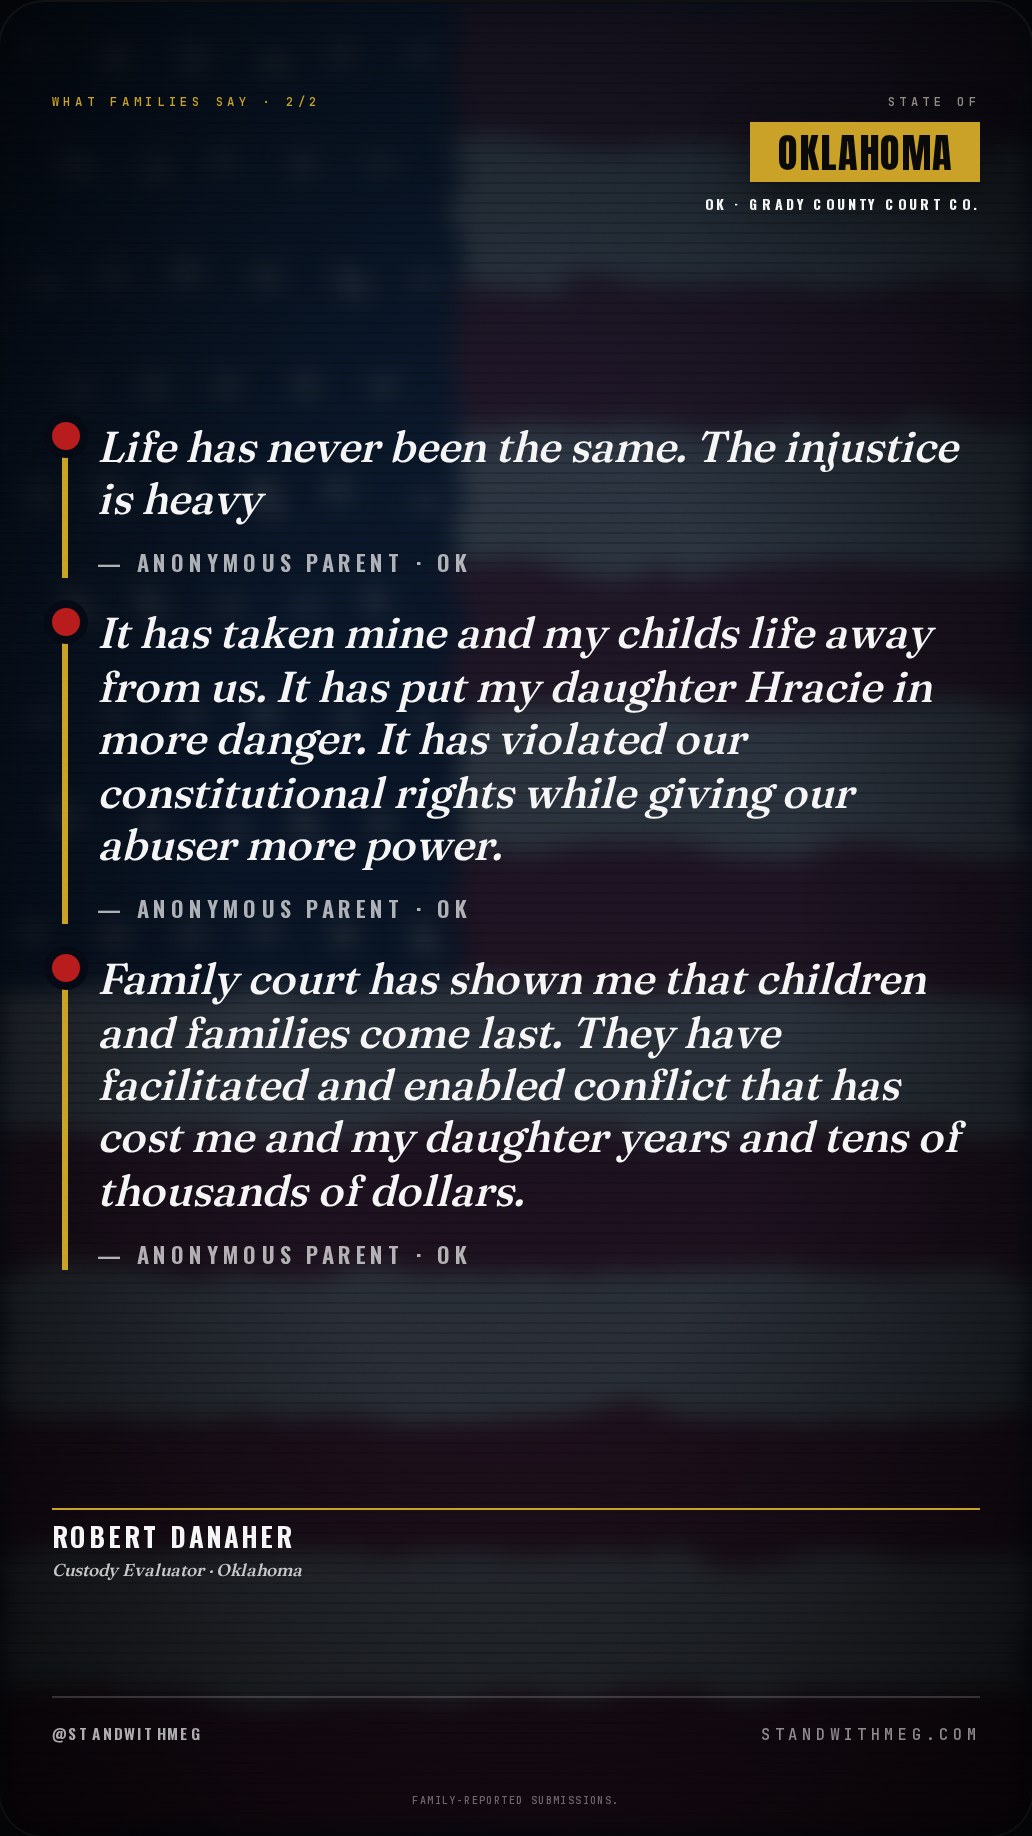 WHAT FAMILIES SAY · 2/2
STATE OF
OKLAHOMA
OK · GRADY COUNTY COURT CO.
Life has never been the same. The injustice
is heavy
— ANONYMOUS PARENT · OK
It has taken mine and my childs life away
from us. It has put my daughter Hracie in
more danger. It has violated our
constitutional rights while giving our
abuser more power.
— ANONYMOUS PARENT · OK
Family court has shown me that children
and families come last. They have
facilitated and enabled conflict that has
cost me and my daughter years and tens of
thousands of dollars.
— ANONYMOUS PARENT · OK
ROBERT DANAHER
Custody Evaluator · Oklahoma
@STANDWITHMEG
STANDWITHMEG.COM
FAMILY-REPORTED SUBMISSIONS.